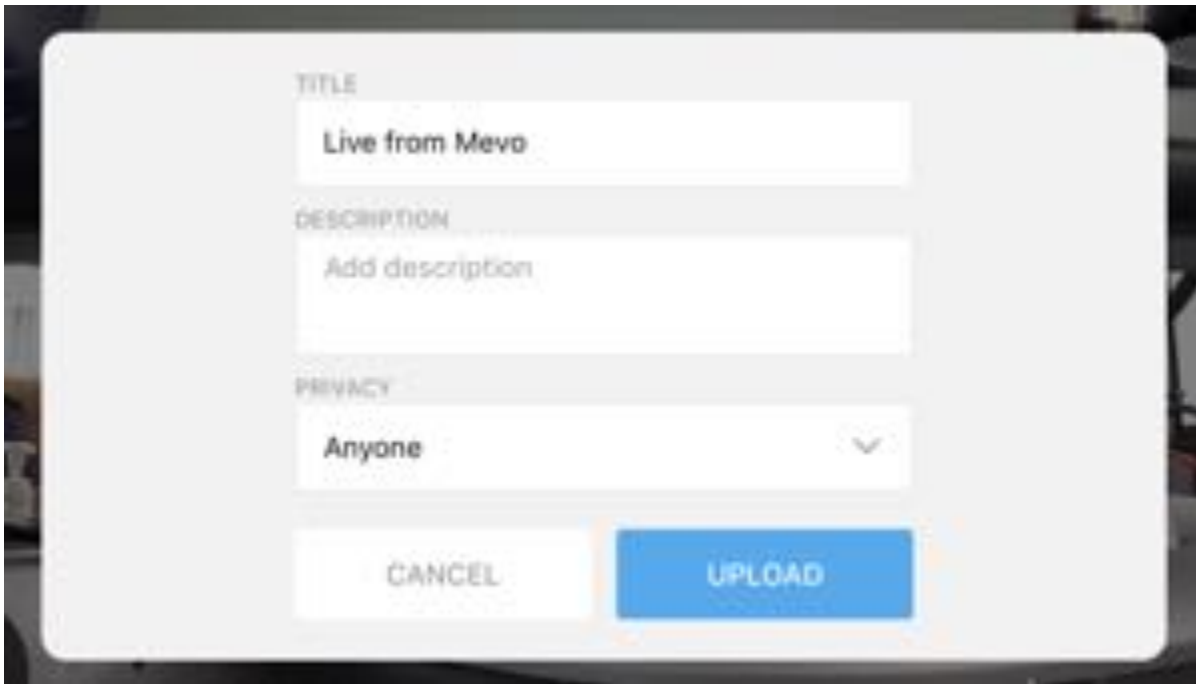 TITLE
Live from Mevo
DESCRIPTION
Add description
PRIVACY
Anyone
CANCEL
UPLOAD